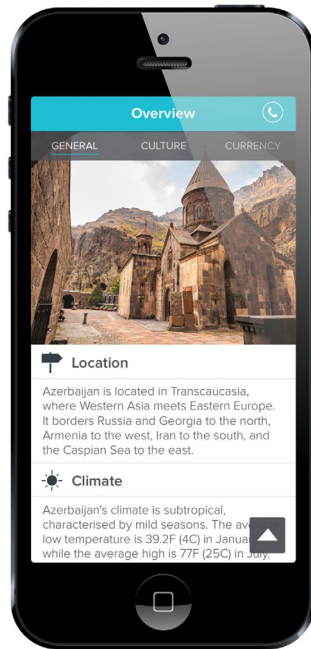 Overview
GENERAL CULTURE CURRENCY
Location
Azerbaijan is located in Transcaucasia,
where Western Asia meets Eastern Europe.
It borders Russia and Georgia to the north,
Armenia to the west, Iran to the south, and
the Caspian Sea to the east.
Climate
Azerbaijan's climate is subtropical,
characterised by mild seasons. The
low temperature is 39.2F (4C) in
while the average high is 77F (25C) in July.